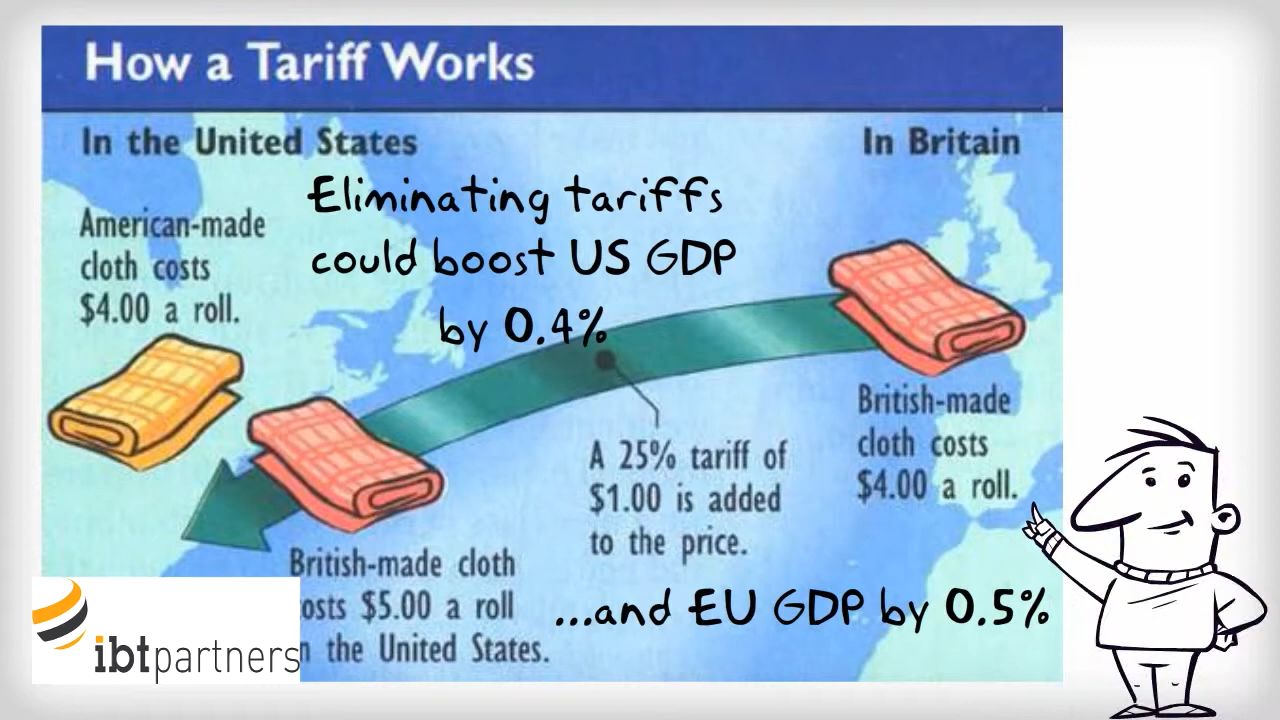 How a Tariff Works
In the United States
In Britain
American-made
cloth costs
$4.00 a roll.
Eliminating tariffs
could boost US GDP
by 0.4%
British-made
cloth costs
$4.00 a roll.
A 25% tariff of
$1.00 is added
to the price.
British-made cloth
osts $5.00 a roll
n the United States.
...and EU GDP by 0.5%
ibtpartners